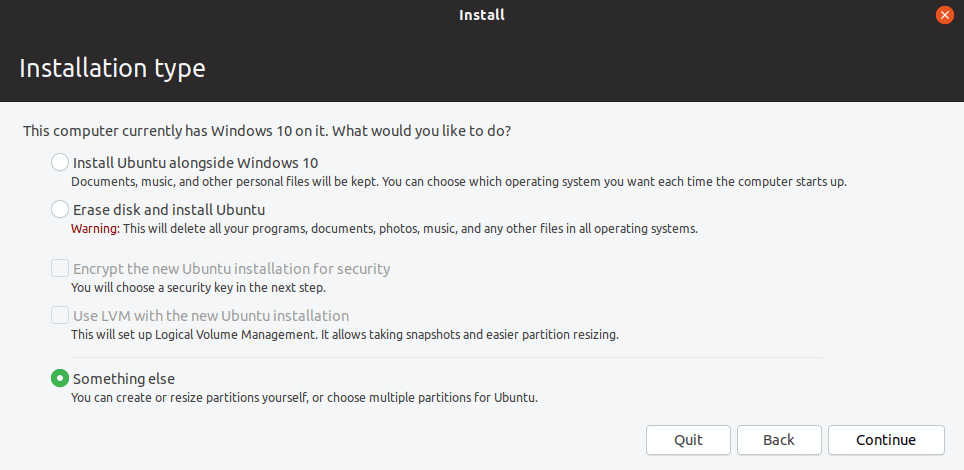 Install
Installation type
This computer currently has Windows 10 on it. What would you like to do?
Install Ubuntu alongside Windows 10
Documents, music, and other personal files will be kept. You can choose which operating system you want each time the computer starts up.
Erase disk and install Ubuntu
Warning: This will delete all your programs, documents, photos, music, and any other files in all operating systems.
Encrypt the new Ubuntu installation for security
You will choose a security key in the next step.
Use LVM with the new Ubuntu installation
This will set up Logical Volume Management. It allows taking snapshots and easier partition resizing.
Something else
You can create or resize partitions yourself, or choose multiple partitions for Ubuntu.
Quit Back Continue